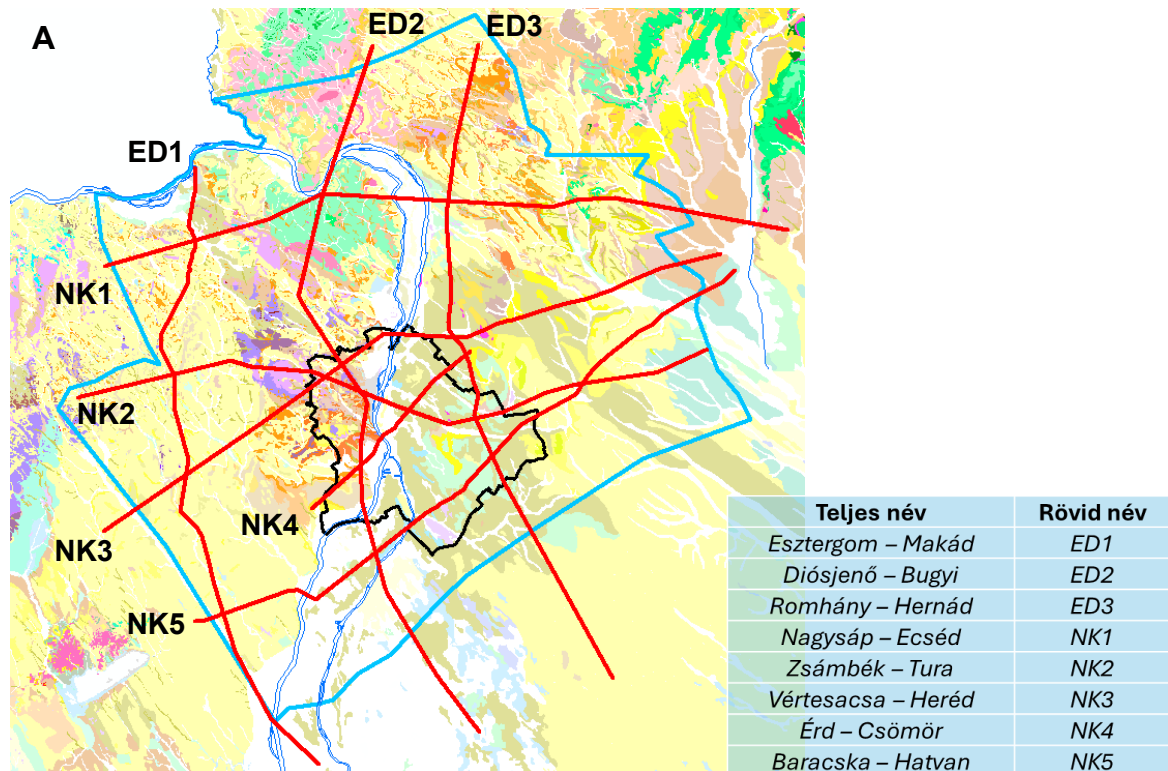 A
ED2
ED3
ED1
NK1
NK2
NK3
NK4
NK5
Teljes név Rövid név
Esztergom – Makád ED1
Diósjenő – Bugyi ED2
Romhány – Hernád ED3
Nagysáp – Ecséd NK1
Zsámbék – Tura NK2
Vértesacsa – Heréd NK3
Érd – Csömör NK4
Baracska – Hatvan NK5